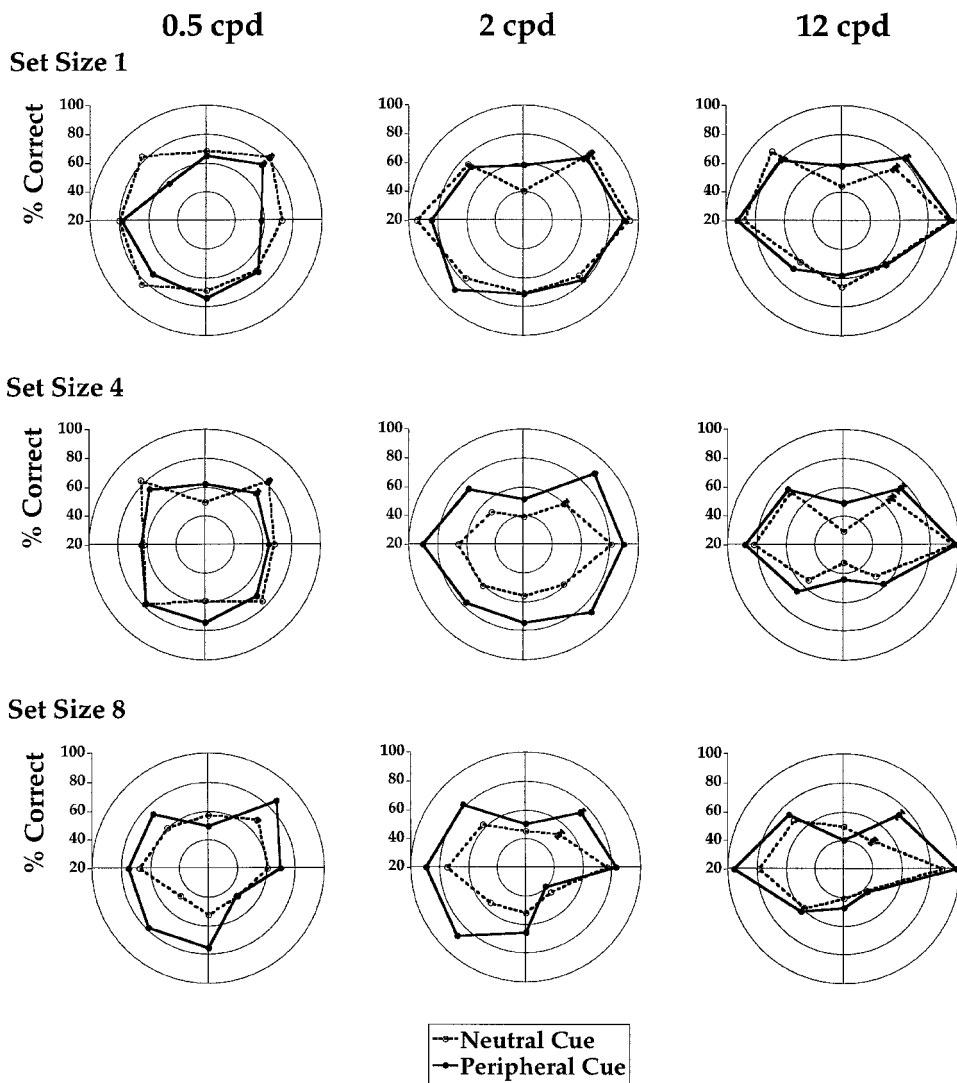 0.5 cpd 2 cpd 12 cpd
Set Size 1
% Correct
100 100 100
80 80 80
60 60 60
40 40 40
20 20 20
Set Size 4
% Correct
100 100 100
80 80 80
60 60 60
40 40 40
20 20 20
Set Size 8
% Correct
100 100 100
80 80 80
60 60 60
40 40 40
20 20 20
Neutral Cue
Peripheral Cue